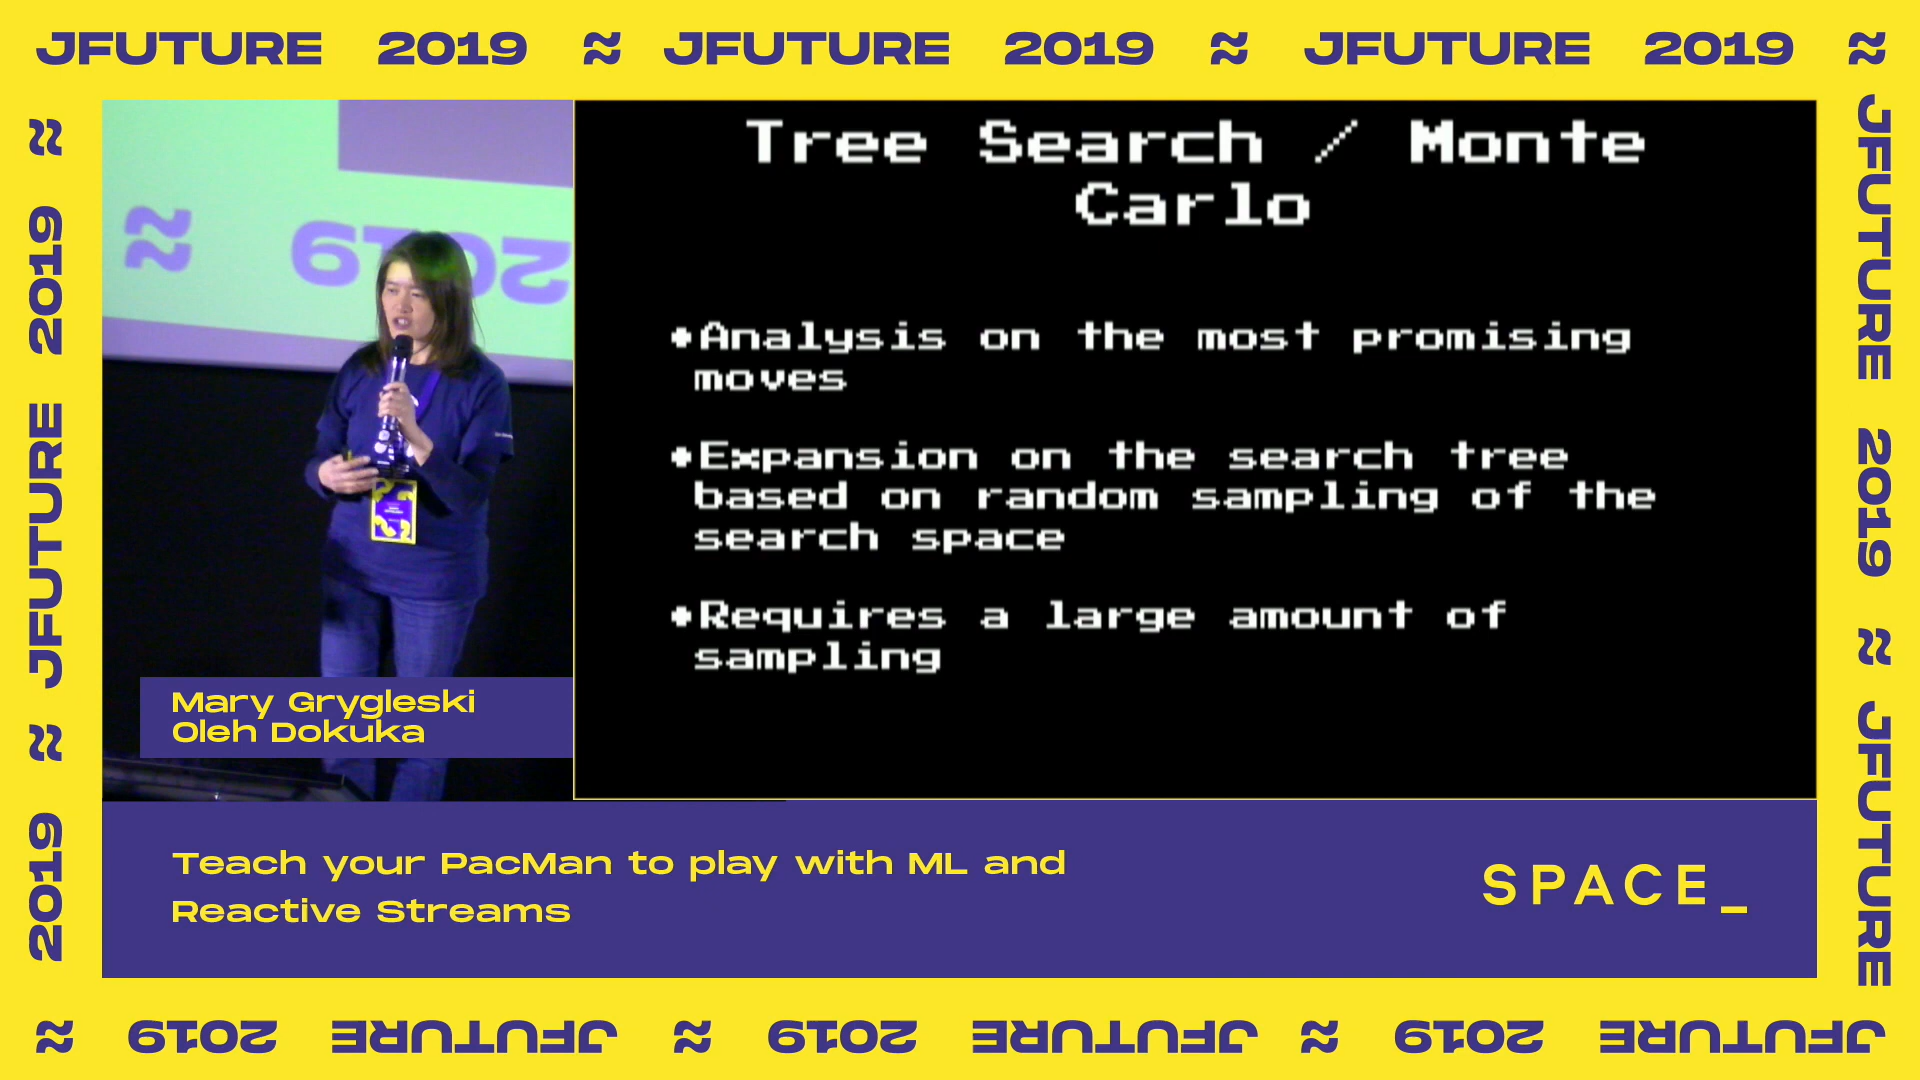 JFUTURE 2019 ≈ JFUTURE 2019 ≈ JFUTURE 2019 ≈
JFUTURE 2019 ≈ JFUTURE
2019 ≈ JFUTURE 2019 ≈
2019
Tree Search / Monte
Carlo
•Analysis on the most promising
moves
•Expansion on the search tree
based on random sampling of the
search space
•Requires a large amount of
sampling
Mary Grygleski
Oleh Dokuka
Teach your PacMan to play with ML and
Reactive Streams
SPACE_
JFUTURE 2019 ≈ JFUTURE 2019 ≈ JFUTURE 2019 ≈